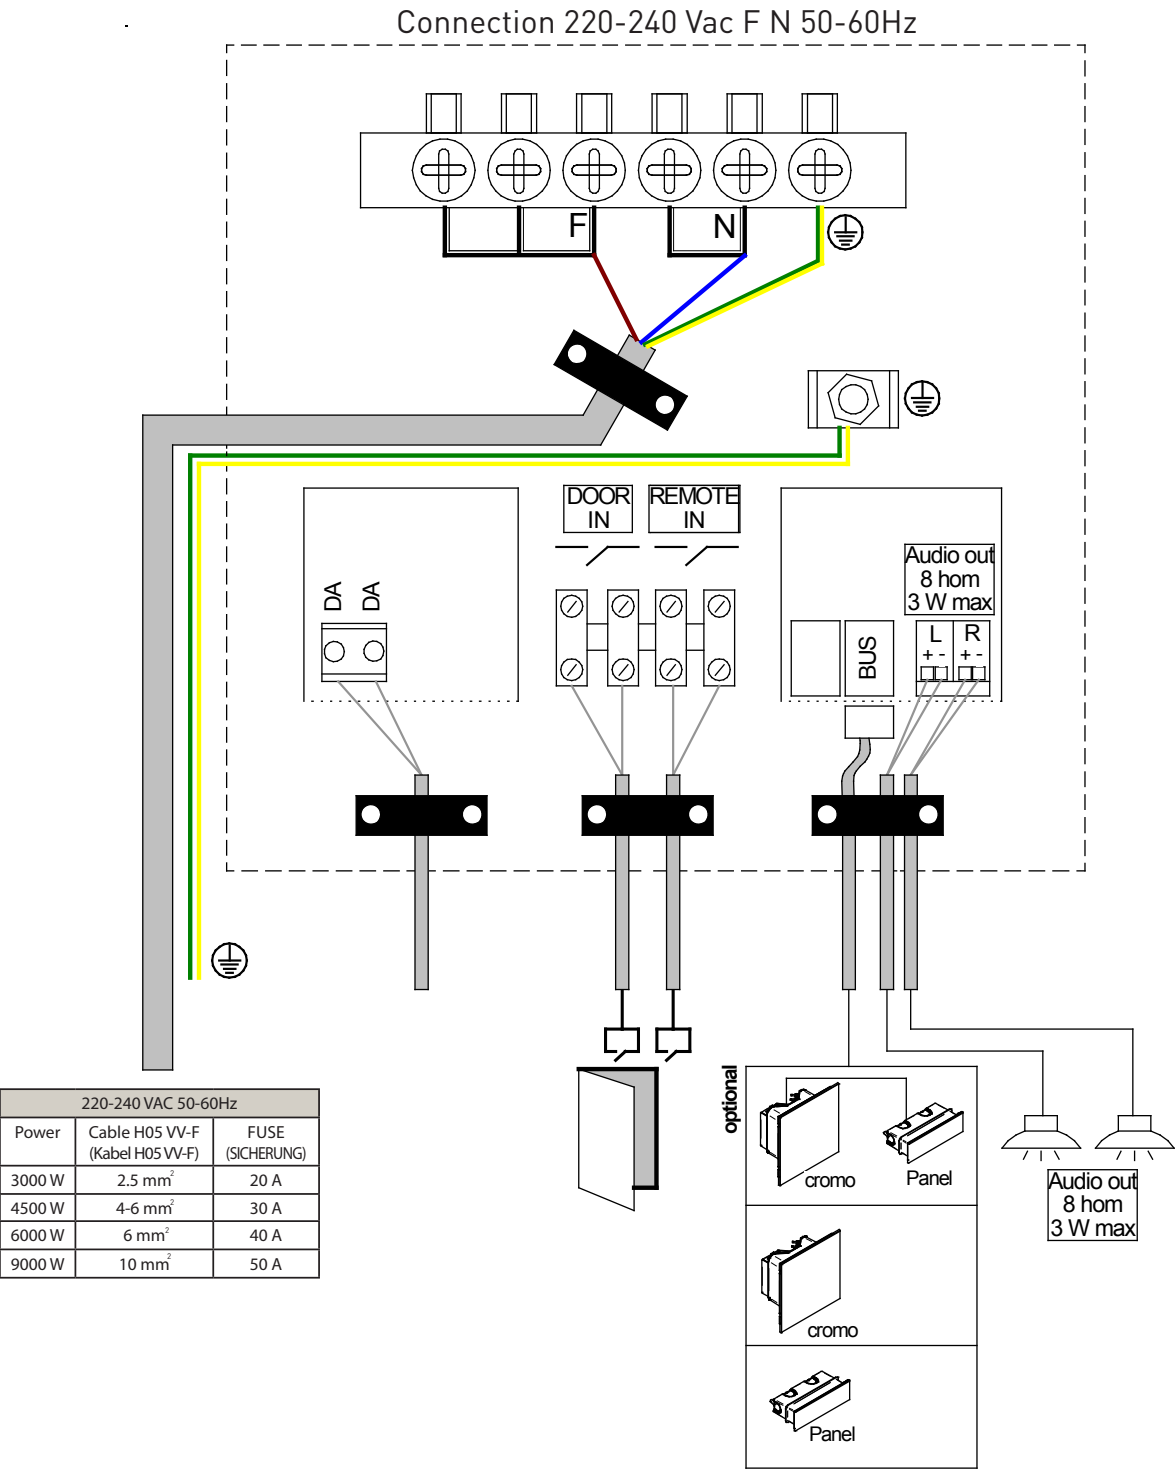 Connection 220-240 Vac F N 50-60Hz
F
N
DOOR
IN
REMOTE
IN
DA
DA
Audio out
8 hom
3 W max
BUS
L
R
+ -
+ -
220-240 VAC 50-60Hz
Power
Cable H05 VV-F
(Kabel H05 VV-F)
FUSE
(SICHERUNG)
3000 W
2.5 mm²
20 A
4500 W
4-6 mm²
30 A
6000 W
6 mm²
40 A
9000 W
10 mm²
50 A
optional
cromo
Panel
Audio out
8 hom
3 W max
cromo
Panel